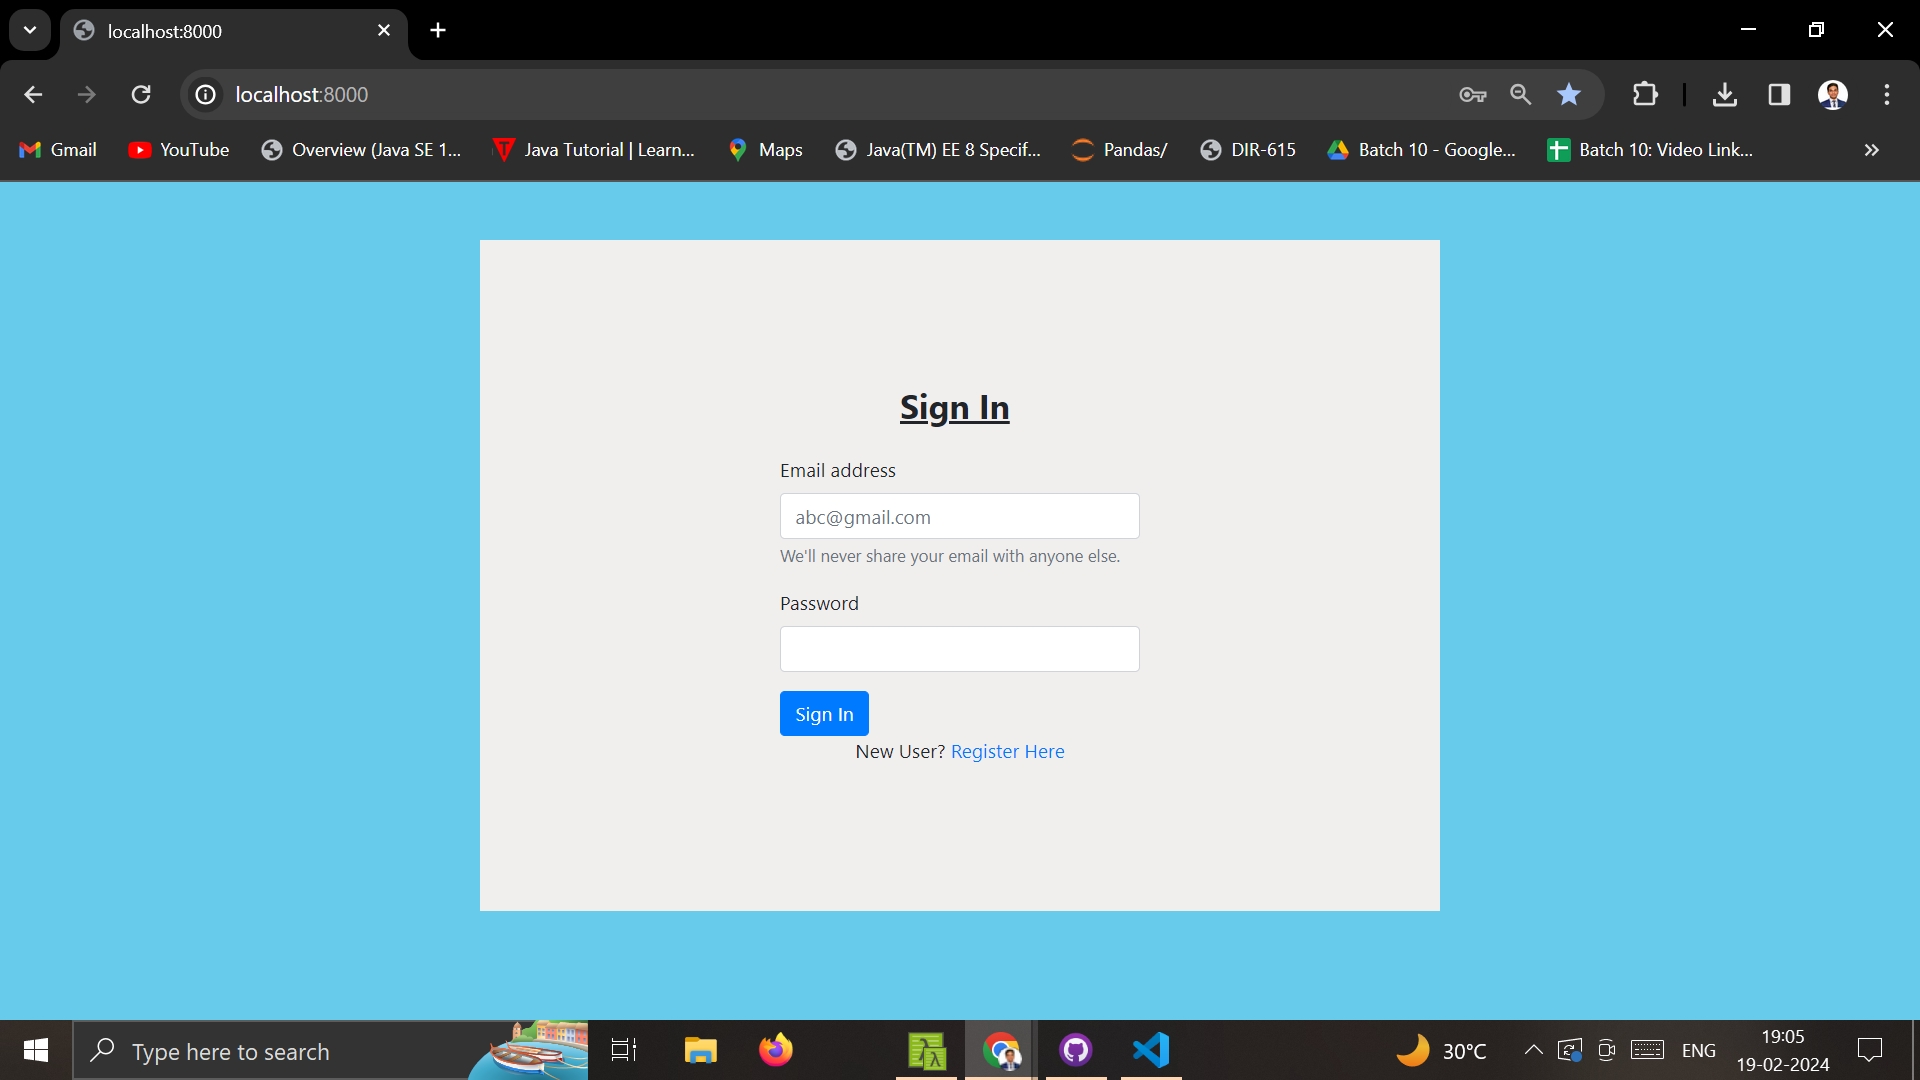 localhost:8000
localhost:8000
Gmail YouTube Overview (Java SE 1... Java Tutorial | Learn... Maps Java(TM) EE 8 Specif... Pandas/ DIR-615 Batch 10 - Google... Batch 10: Video Link...
Sign In
Email address
abc@gmail.com
We'll never share your email with anyone else.
Password
Sign In
New User? Register Here
Type here to search
30°C
ENG
19:05
19-02-2024